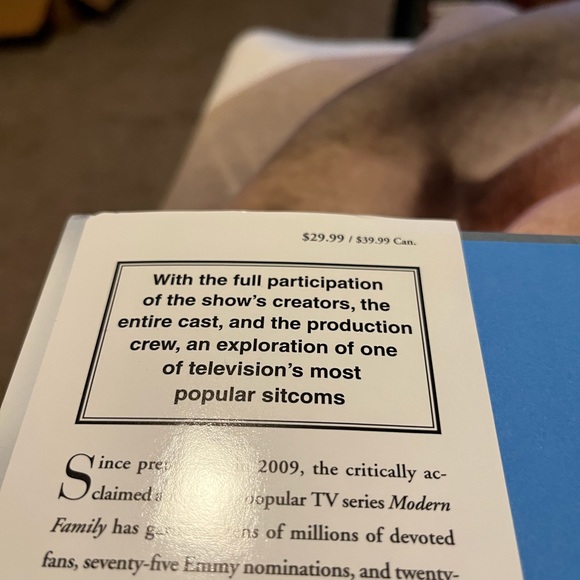 $29.99 / $39.99 Can.
With the full participation
of the show's creators, the
entire cast, and the production
crew, an exploration of one
of television's most
popular sitcoms
Since 2009, the critically ac-
claimed popular TV series Modern
Family has of millions of devoted
fans, seventy-five Emmy nominations, and twenty-